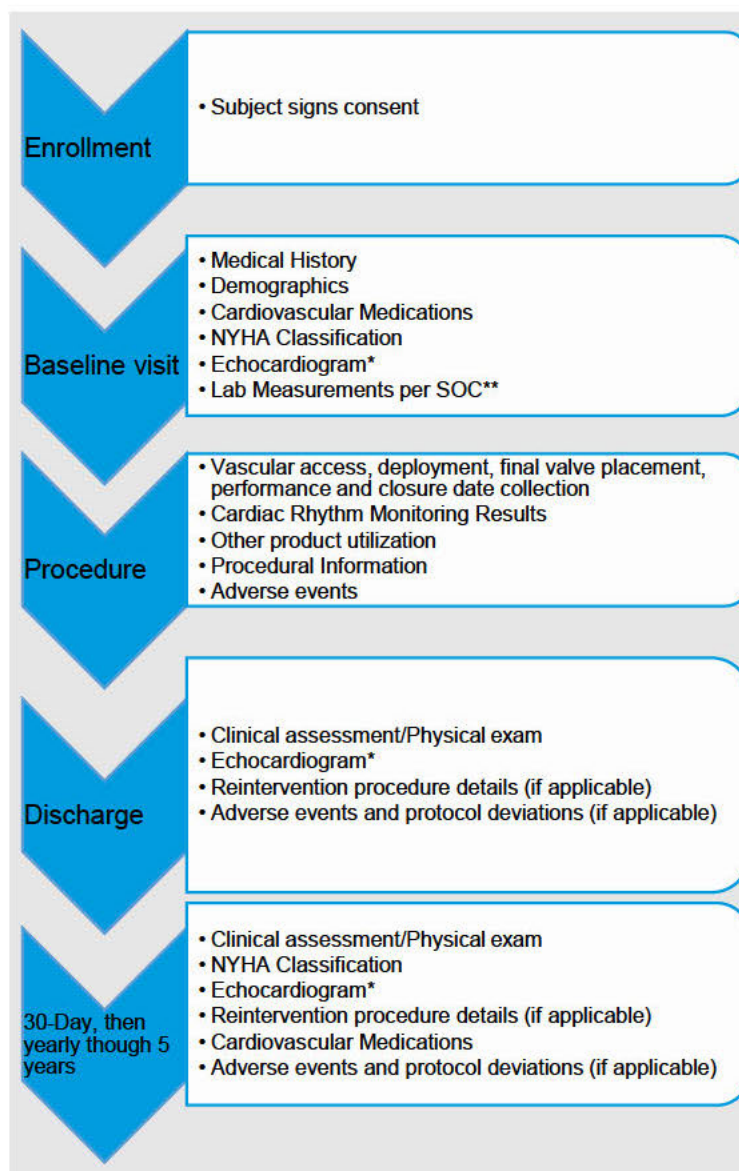 Enrollment
• Subject signs consent
Baseline visit
• Medical History
• Demographics
• Cardiovascular Medications
• NYHA Classification
• Echocardiogram*
• Lab Measurements per SOC**
Procedure
• Vascular access, deployment, final valve placement,
performance and closure date collection
• Cardiac Rhythm Monitoring Results
• Other product utilization
• Procedural Information
• Adverse events
Discharge
• Clinical assessment/Physical exam
• Echocardiogram*
• Reintervention procedure details (if applicable)
• Adverse events and protocol deviations (if applicable)
30-Day, then
yearly though 5
years
• Clinical assessment/Physical exam
• NYHA Classification
• Echocardiogram*
• Reintervention procedure details (if applicable)
• Cardiovascular Medications
• Adverse events and protocol deviations (if applicable)